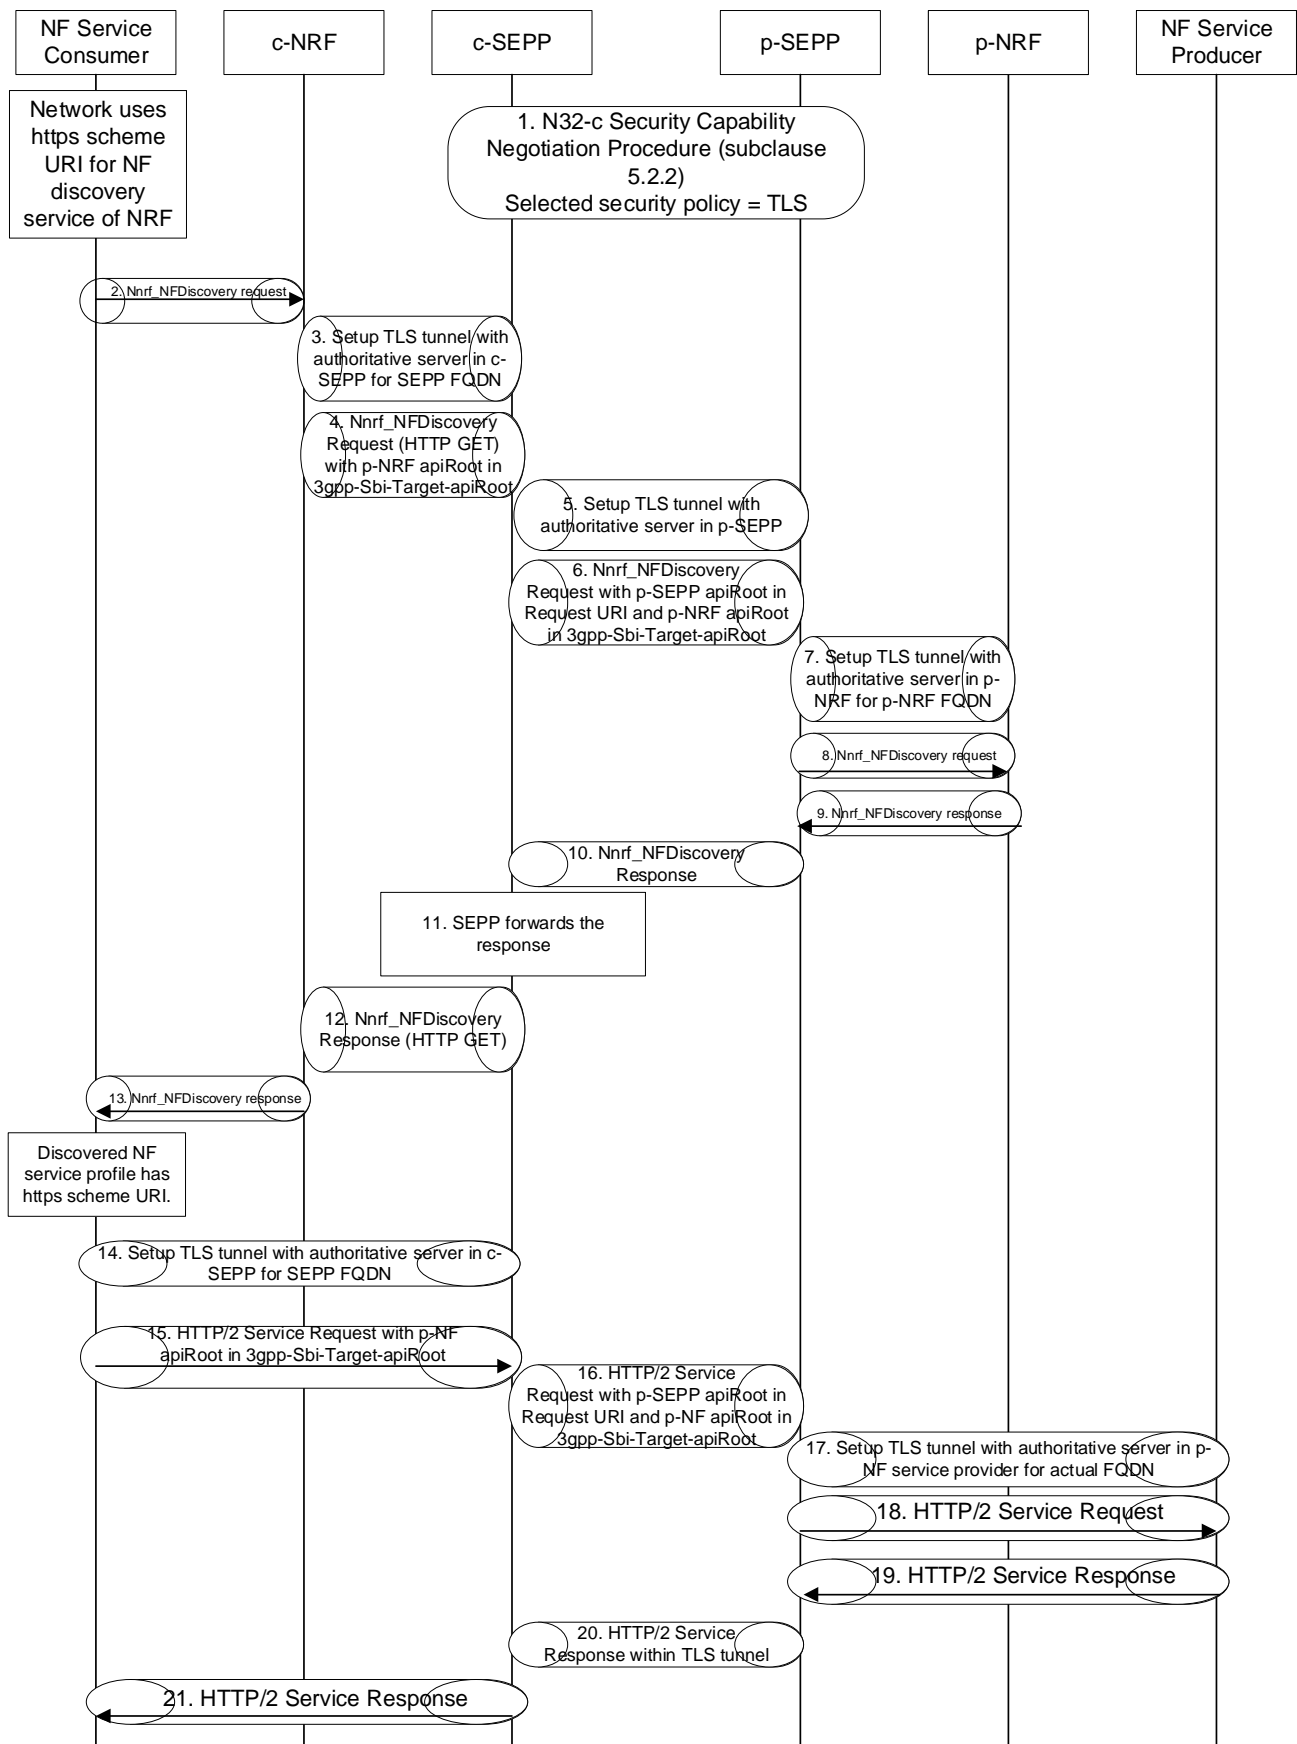 NF Service
Consumer
c-NRF
c-SEPP
p-SEPP
p-NRF
NF Service
Producer
Network uses
https scheme
URI for NF
discovery
service of NRF
1. N32-c Security Capability
Negotiation Procedure (subclause
5.2.2)
Selected security policy = TLS
2. Nnrf_NFDiscovery request
3. Setup TLS tunnel with
authoritative server in c-
SEPP for SEPP FQDN
4. Nnrf_NFDiscovery
Request (HTTP GET)
with p-NRF apiRoot in
3gpp-Sbi-Target-apiRoot
5. Setup TLS tunnel with
authoritative server in p-SEPP
6. Nnrf_NFDiscovery
Request with p-SEPP apiRoot in
Request URI and p-NRF apiRoot
in 3gpp-Sbi-Target-apiRoot
7. Setup TLS tunnel with
authoritative server in p-
NRF for p-NRF FQDN
8. Nnrf_NFDiscovery request
9. Nnrf_NFDiscovery response
10. Nnrf_NFDiscovery
Response
11. SEPP forwards the
response
12. Nnrf_NFDiscovery
Response (HTTP GET)
13. Nnrf_NFDiscovery response
Discovered NF
service profile has
https scheme URI.
14. Setup TLS tunnel with authoritative server in c-
SEPP for SEPP FQDN
15. HTTP/2 Service Request with p-NF
apiRoot in 3gpp-Sbi-Target-apiRoot
16. HTTP/2 Service
Request with p-SEPP apiRoot in
Request URI and p-NF apiRoot in
3gpp-Sbi-Target-apiRoot
17. Setup TLS tunnel with authoritative server in p-
NF service provider for actual FQDN
18. HTTP/2 Service Request
19. HTTP/2 Service Response
20. HTTP/2 Service
Response within TLS tunnel
21. HTTP/2 Service Response